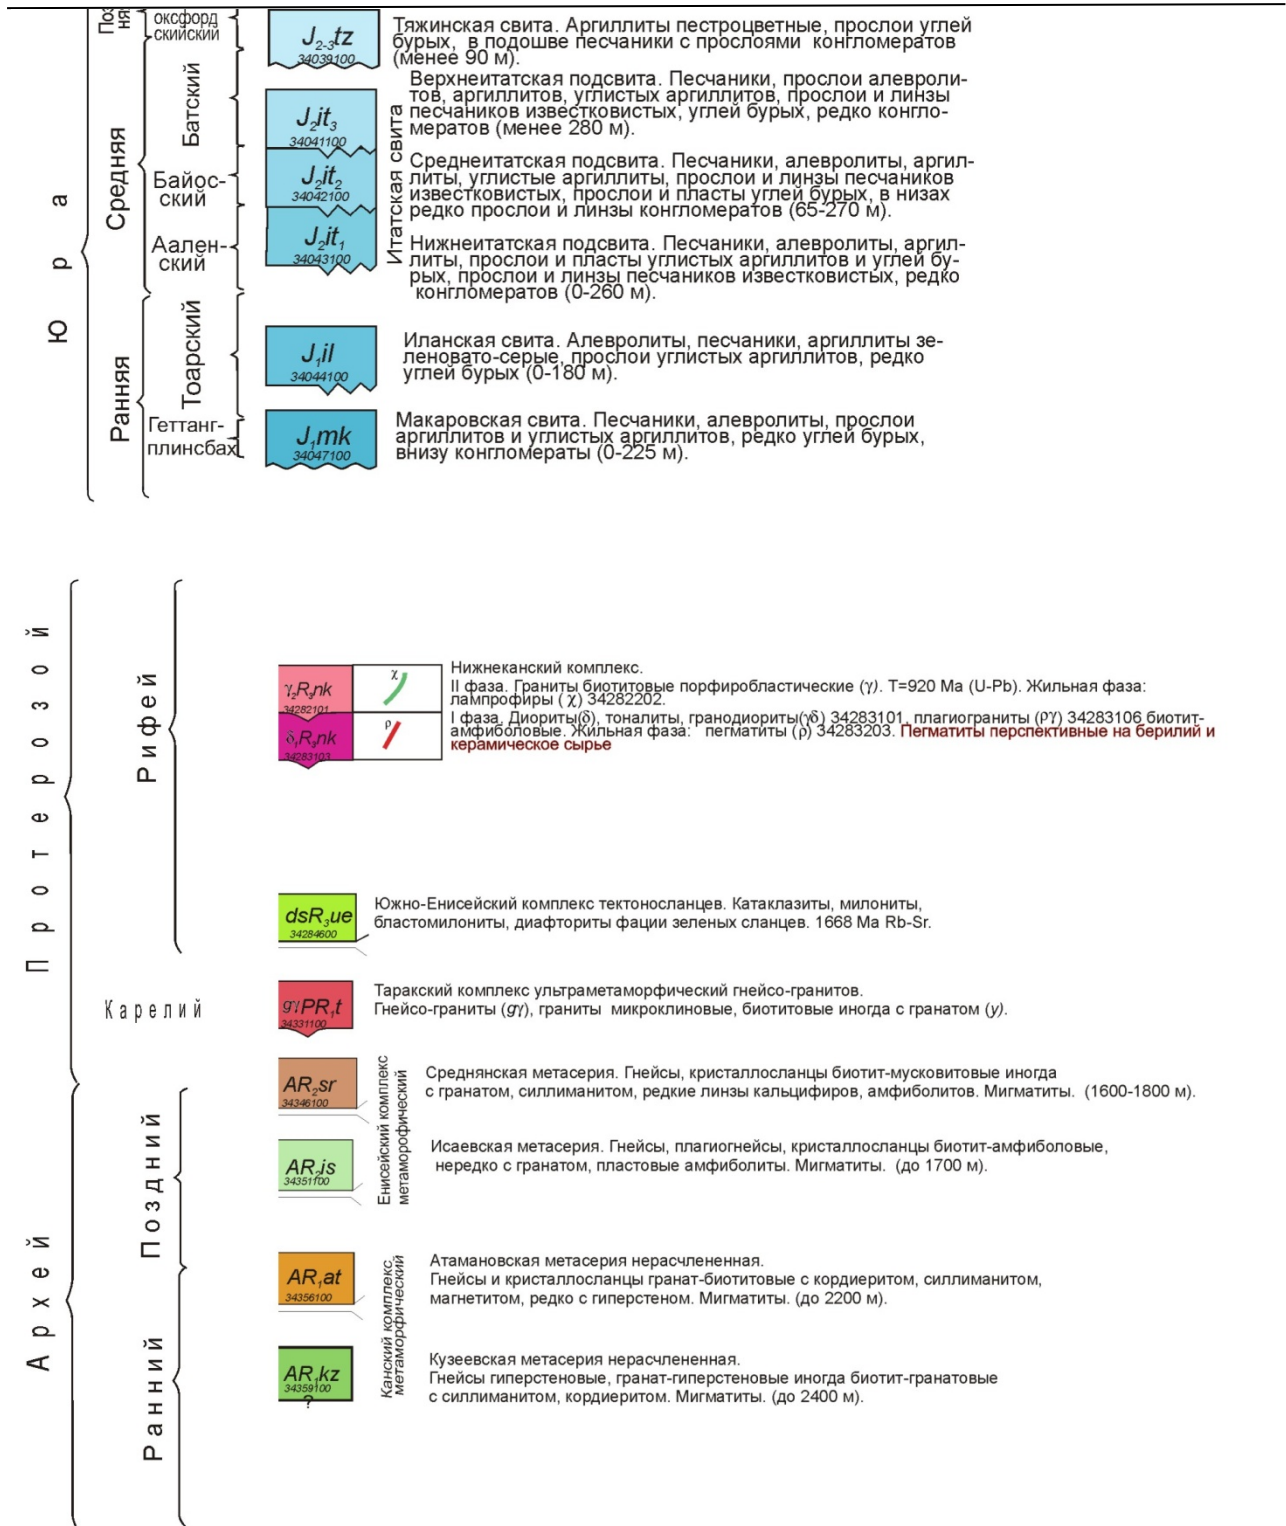 Поз
няя
оксфорд
скийский
J₂₋₃tz
34039100
Тяжинская свита. Аргиллиты пестроцветные, прослои углей
бурых, в подошве песчаники с прослоями конгломератов
(менее 90 м).
Юра
Средняя
Батский
J₂it₃
34041100
Итатская свита
Верхнеитатская подсвита. Песчаники, прослои алевроли-
тов, аргиллитов, углистых аргиллитов, прослои и линзы
песчаников известковистых, углей бурых, редко конгло-
мератов (менее 280 м).
Байос-
ский
J₂it₂
34042100
Среднеитатская подсвита. Песчаники, алевролиты, аргил-
литы, углистые аргиллиты, прослои и линзы песчаников
известковистых, прослои и пласты углей бурых, в низах
редко прослои и линзы конгломератов (65-270 м).
Аален-
ский
J₂it₁
34043100
Нижнеитатская подсвита. Песчаники, алевролиты, аргил-
литы, прослои и пласты углистых аргиллитов и углей бу-
рых, прослои и линзы песчаников известковистых, редко
конгломератов (0-260 м).
Ранняя
Тоарский
J₁il
34044100
Иланская свита. Алевролиты, песчаники, аргиллиты зе-
леновато-серые, прослои углистых аргиллитов, редко
углей бурых (0-180 м).
Геттанг-
плинсбах
J₁mk
34047100
Макаровская свита. Песчаники, алевролиты, прослои
аргиллитов и углистых аргиллитов, редко углей бурых,
внизу конгломераты (0-225 м).
Протерозой
Рифей
γ₂R₃nk
34282101
χ
Нижнеканский комплекс.
II фаза. Граниты биотитовые порфиробластические (γ). Т=920 Ma (U-Pb). Жильная фаза:
лампрофиры (χ) 34282202.
δ₁R₃nk
34283103
ρ
I фаза. Диориты(δ), тоналиты, гранодиориты(γδ) 34283101, плагиограниты (ργ) 34283106 биотит-
амфиболовые. Жильная фаза: пегматиты (ρ) 34283203. Пегматиты перспективные на берилий и
керамическое сырье
dsR₃ue
34284600
Южно-Енисейский комплекс тектоносланцев. Катаклазиты, милониты,
бластомилониты, диафториты фации зеленых сланцев. 1668 Ma Rb-Sr.
Карелий
gγPR₁t
34331100
Таракский комплекс ультраметаморфический гнейсо-гранитов.
Гнейсо-граниты (gγ), граниты микроклиновые, биотитовые иногда с гранатом (y).
Архей
Поздний
AR₂sr
34346100
Енисейский комплекс
метаморофический
Среднянская метасерия. Гнейсы, кристаллосланцы биотит-мусковитовые иногда
с гранатом, силлиманитом, редкие линзы кальцифиров, амфиболитов. Мигматиты. (1600-1800 м).
AR₂is
34351100
Исаевская метасерия. Гнейсы, плагиогнейсы, кристаллосланцы биотит-амфиболовые,
нередко с гранатом, пластовые амфиболиты. Мигматиты. (до 1700 м).
Ранний
AR₁at
34356100
Канский комплекс
метаморфический
Атамановская метасерия нерасчлененная.
Гнейсы и кристаллосланцы гранат-биотитовые с кордиеритом, силлиманитом,
магнетитом, редко с гиперстеном. Мигматиты. (до 2200 м).
AR₁kz
34359100
?
Кузеевская метасерия нерасчлененная.
Гнейсы гиперстеновые, гранат-гиперстеновые иногда биотит-гранатовые
с силлиманитом, кордиеритом. Мигматиты. (до 2400 м).